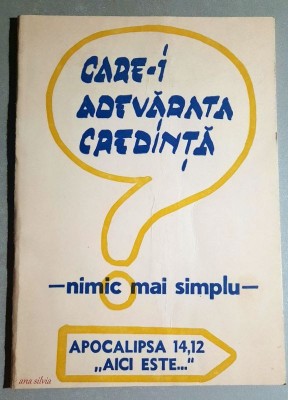 CARE-I
ADEVĂRATA
CREDINȚĂ
—nimic mai simplu—
APOCALIPSA 14,12
„AICI ESTE..."
ana silvia